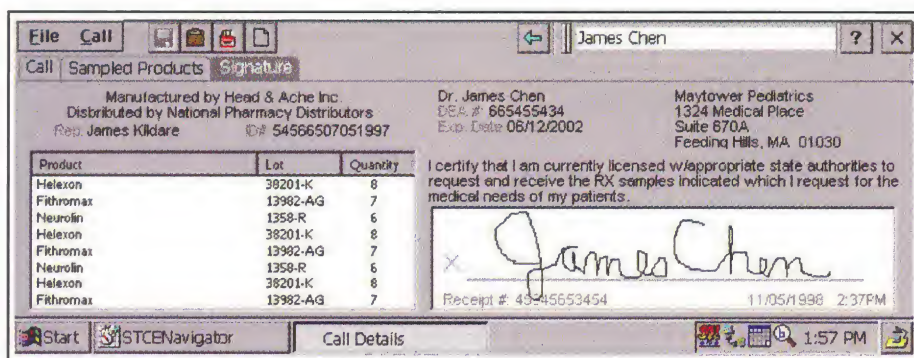 File Call
James Chen
?
Call Sampled Products Signature
Manufactured by Head & Ache Inc.
Disbributed by National Pharmacy Distributors
Rep: James Kildare ID#: 54566507051997
Dr. James Chen
DEA #: 665455434
Exp. Date 06/12/2002
Maytower Pediatrics
1324 Medical Place
Suite 670A
Feeding Hills, MA 01030
Product Lot Quantity
Helexon 38201-K 8
Fithromax 13982-AG 7
Neurolin 1358-R 6
Helexon 38201-K 8
Fithromax 13982-AG 7
Neurolin 1358-R 6
Helexon 38201-K 8
Fithromax 13982-AG 7
I certify that I am currently licensed w/appropriate state authorities to
request and receive the RX samples indicated which I request for the
medical needs of my patients.
X James Chen
Receipt #: 11/05/1998 2:37PM
Start STCENavigator Call Details 1:57 PM